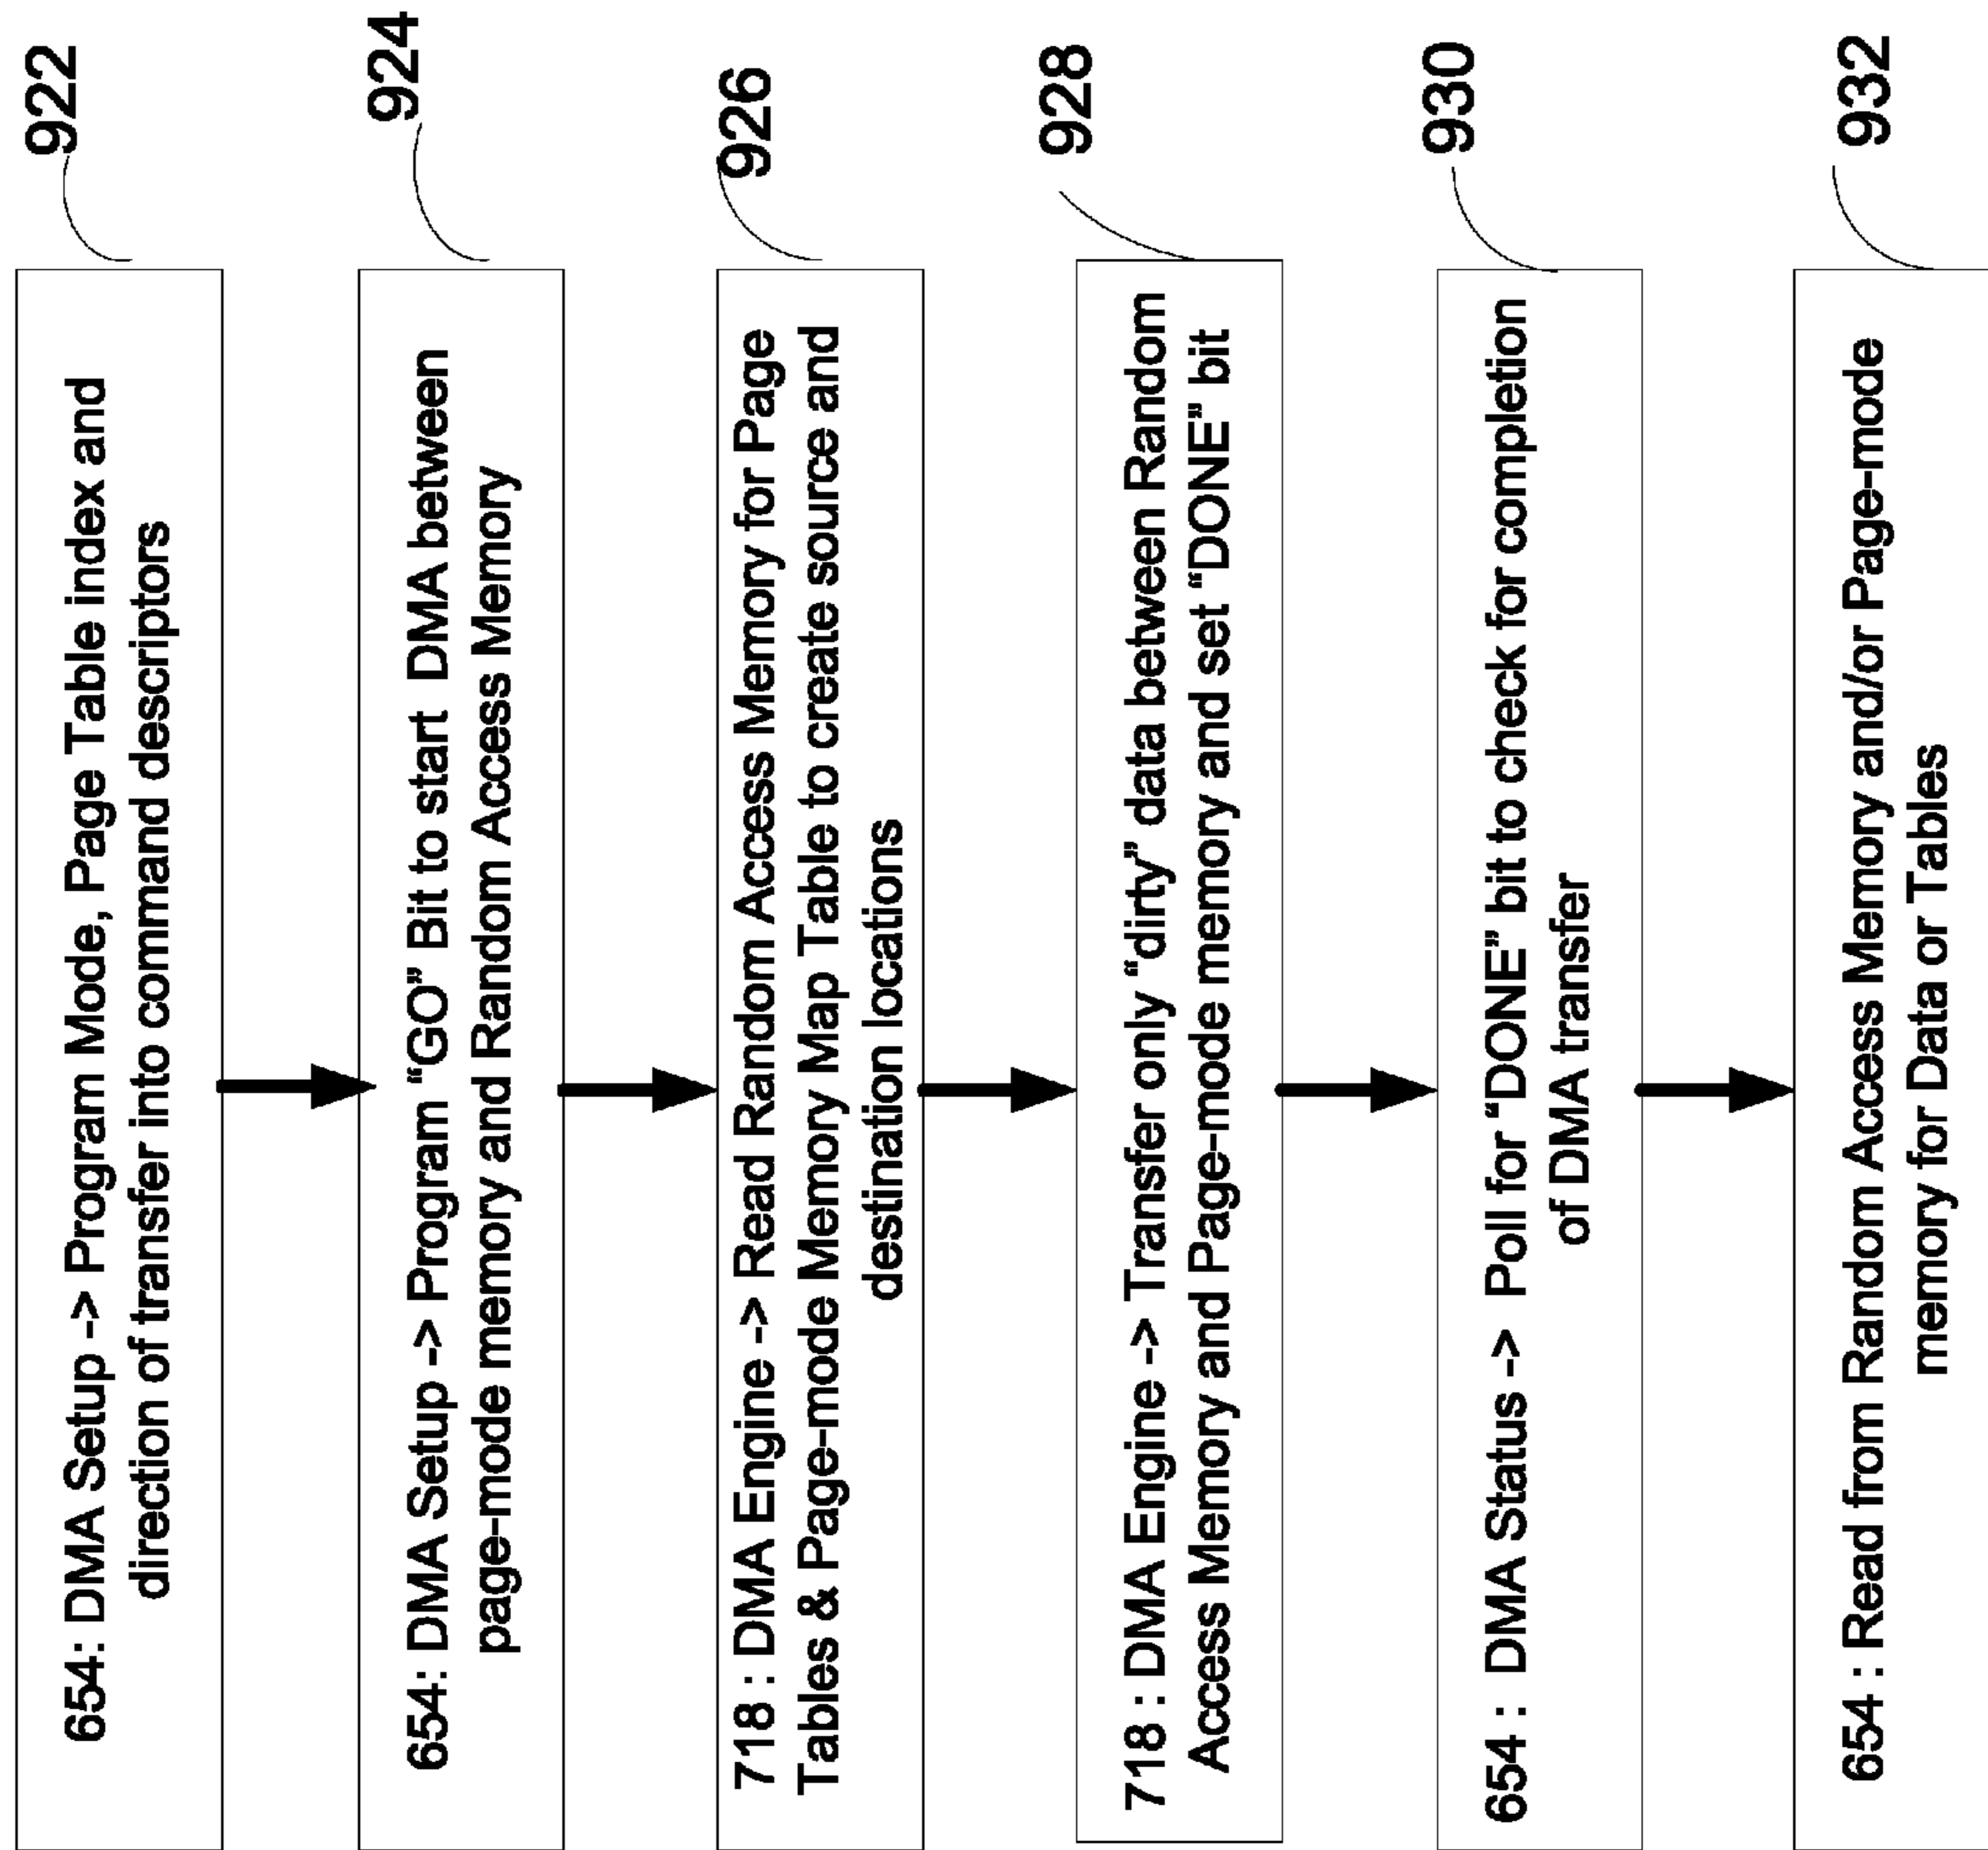 922
654: DMA Setup -> Program Mode, Page Table index and
direction of transfer into command descriptors
924
654: DMA Setup -> Program “GO” Bit to start DMA between
page-mode memory and Random Access Memory
926
718 : DMA Engine -> Read Random Access Memory for Page
Tables & Page-mode Memory Map Table to create source and
destination locations
928
718 : DMA Engine -> Transfer only “dirty” data between Random
Access Memory and Page-mode memory and set “DONE” bit
930
654 : DMA Status -> Poll for “DONE” bit to check for completion
of DMA transfer
932
654 : Read from Random Access Memory and/or Page-mode
memory for Data or Tables